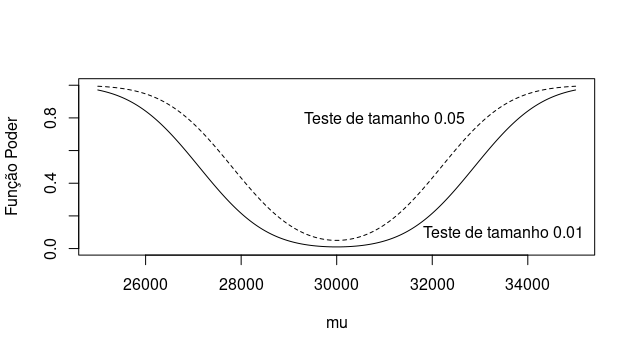 Função Poder
0.8
0.4
0.0
Teste de tamanho 0.05
Teste de tamanho 0.01
26000 28000 30000 32000 34000
mu